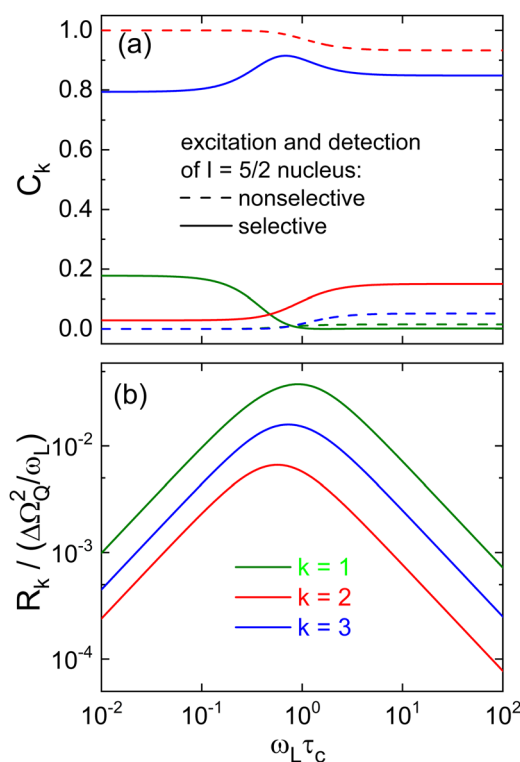 (a)
1.0
0.8
0.6
0.4
0.2
0.0
C_k
excitation and detection
of I = 5/2 nucleus:
nonselective
selective
(b)
10^-2
10^-3
10^-4
R_k / (ΔΩ_Q^2/ω_L)
k = 1
k = 2
k = 3
10^-2 10^-1 10^0 10^1 10^2
ω_L τ_c